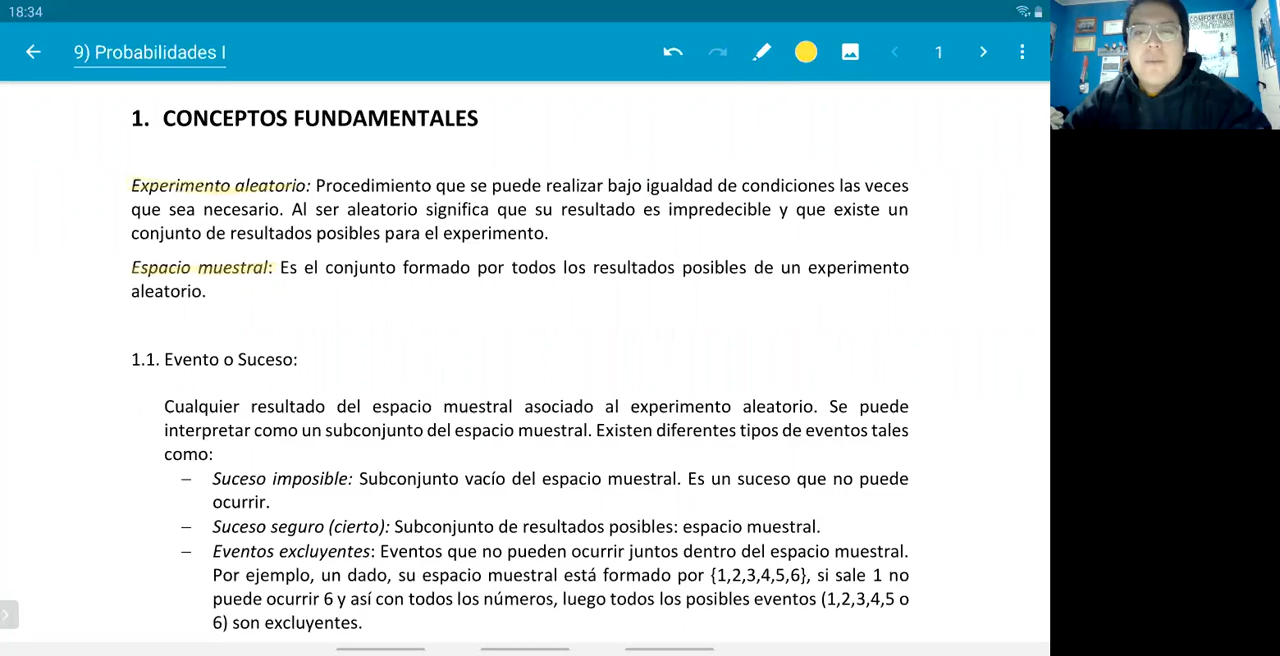 18:34
9) Probabilidades I
1
1. CONCEPTOS FUNDAMENTALES
Experimento aleatorio: Procedimiento que se puede realizar bajo igualdad de condiciones las veces
que sea necesario. Al ser aleatorio significa que su resultado es impredecible y que existe un
conjunto de resultados posibles para el experimento.
Espacio muestral: Es el conjunto formado por todos los resultados posibles de un experimento
aleatorio.
1.1. Evento o Suceso:
Cualquier resultado del espacio muestral asociado al experimento aleatorio. Se puede
interpretar como un subconjunto del espacio muestral. Existen diferentes tipos de eventos tales
como:
– Suceso imposible: Subconjunto vacío del espacio muestral. Es un suceso que no puede
ocurrir.
– Suceso seguro (cierto): Subconjunto de resultados posibles: espacio muestral.
– Eventos excluyentes: Eventos que no pueden ocurrir juntos dentro del espacio muestral.
Por ejemplo, un dado, su espacio muestral está formado por {1,2,3,4,5,6}, si sale 1 no
puede ocurrir 6 y así con todos los números, luego todos los posibles eventos (1,2,3,4,5 o
6) son excluyentes.
COMFORTABLE